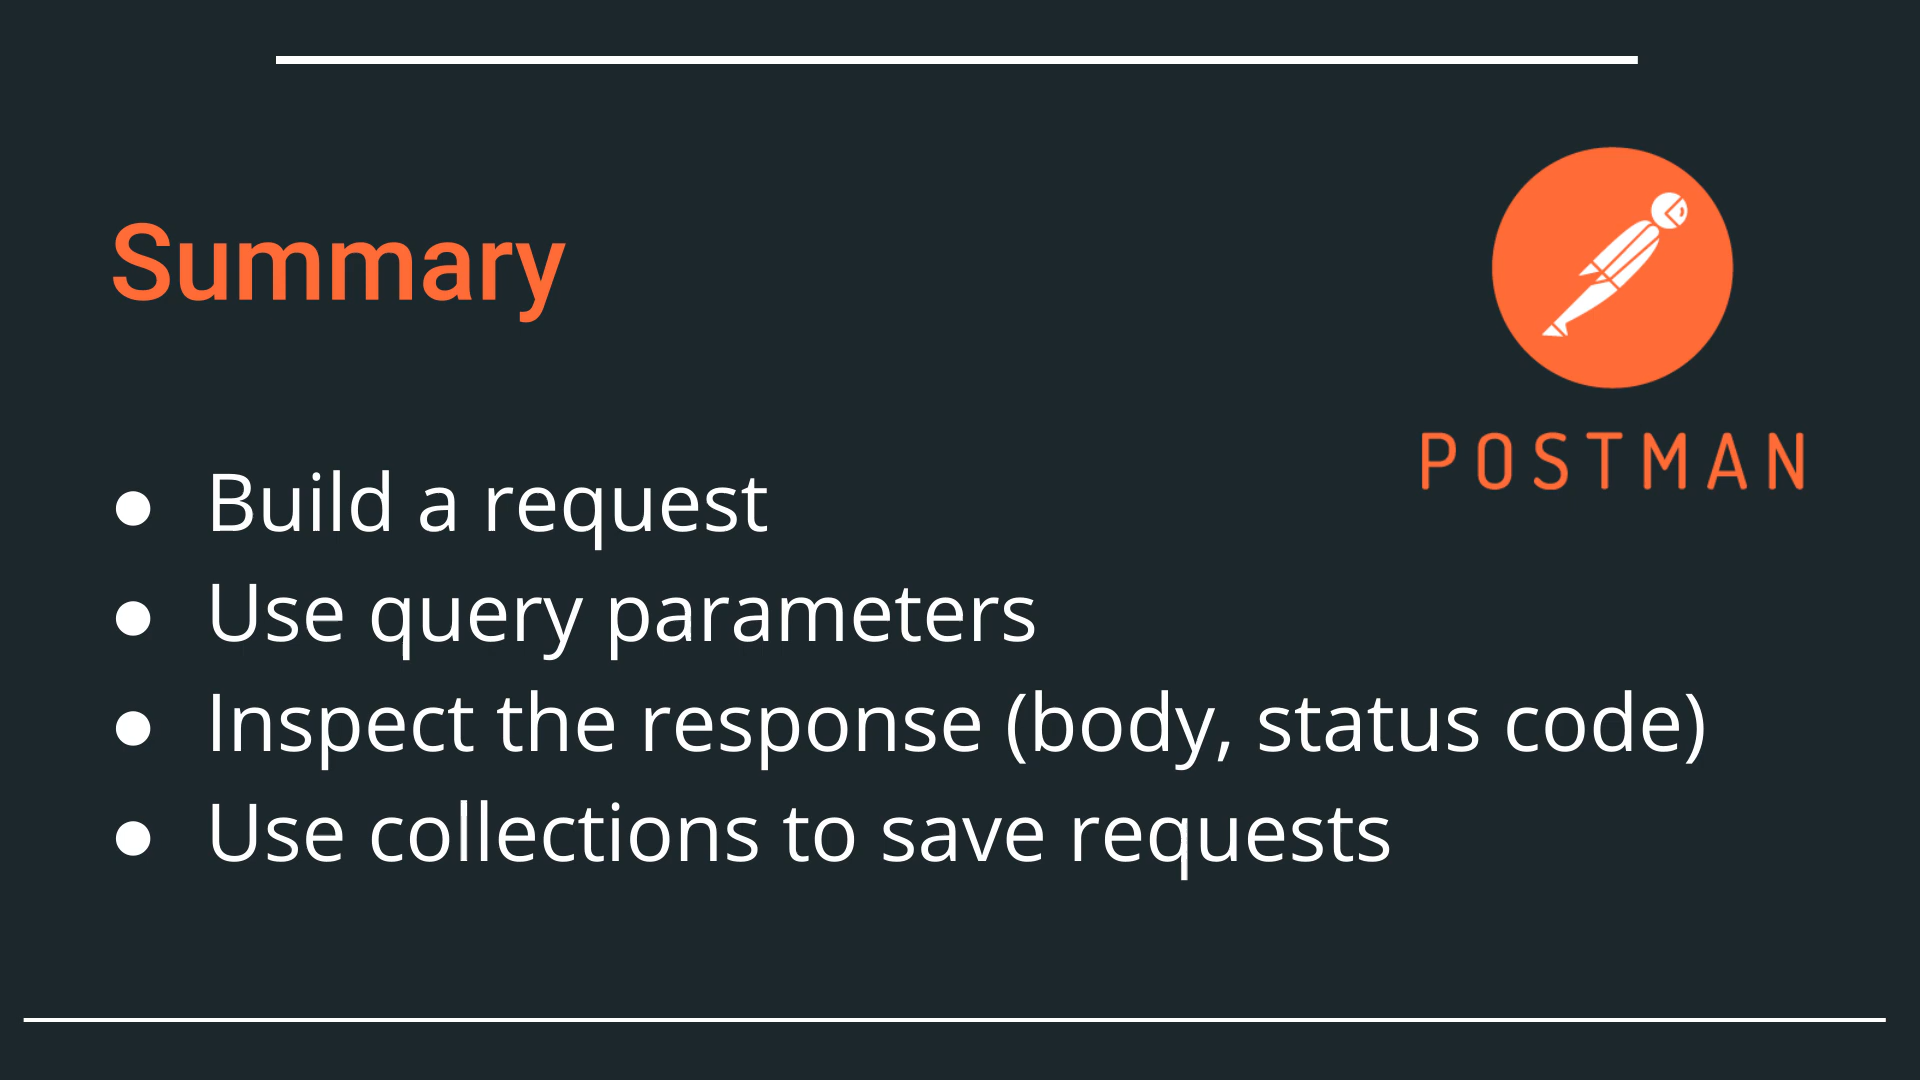 Summary
POSTMAN
● Build a request
● Use query parameters
● Inspect the response (body, status code)
● Use collections to save requests